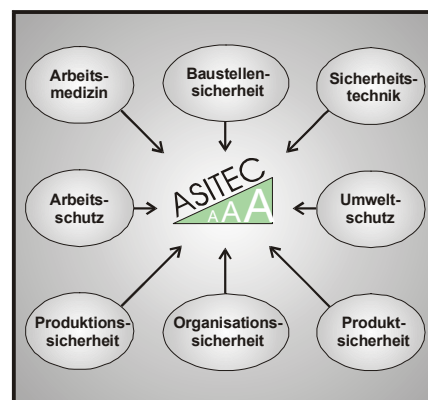 Arbeits-
medizin
Baustellen-
sicherheit
Sicherheits-
technik
Arbeits-
schutz
ASITEC
AAA
Umwelt-
schutz
Produktions-
sicherheit
Organisations-
sicherheit
Produkt-
sicherheit